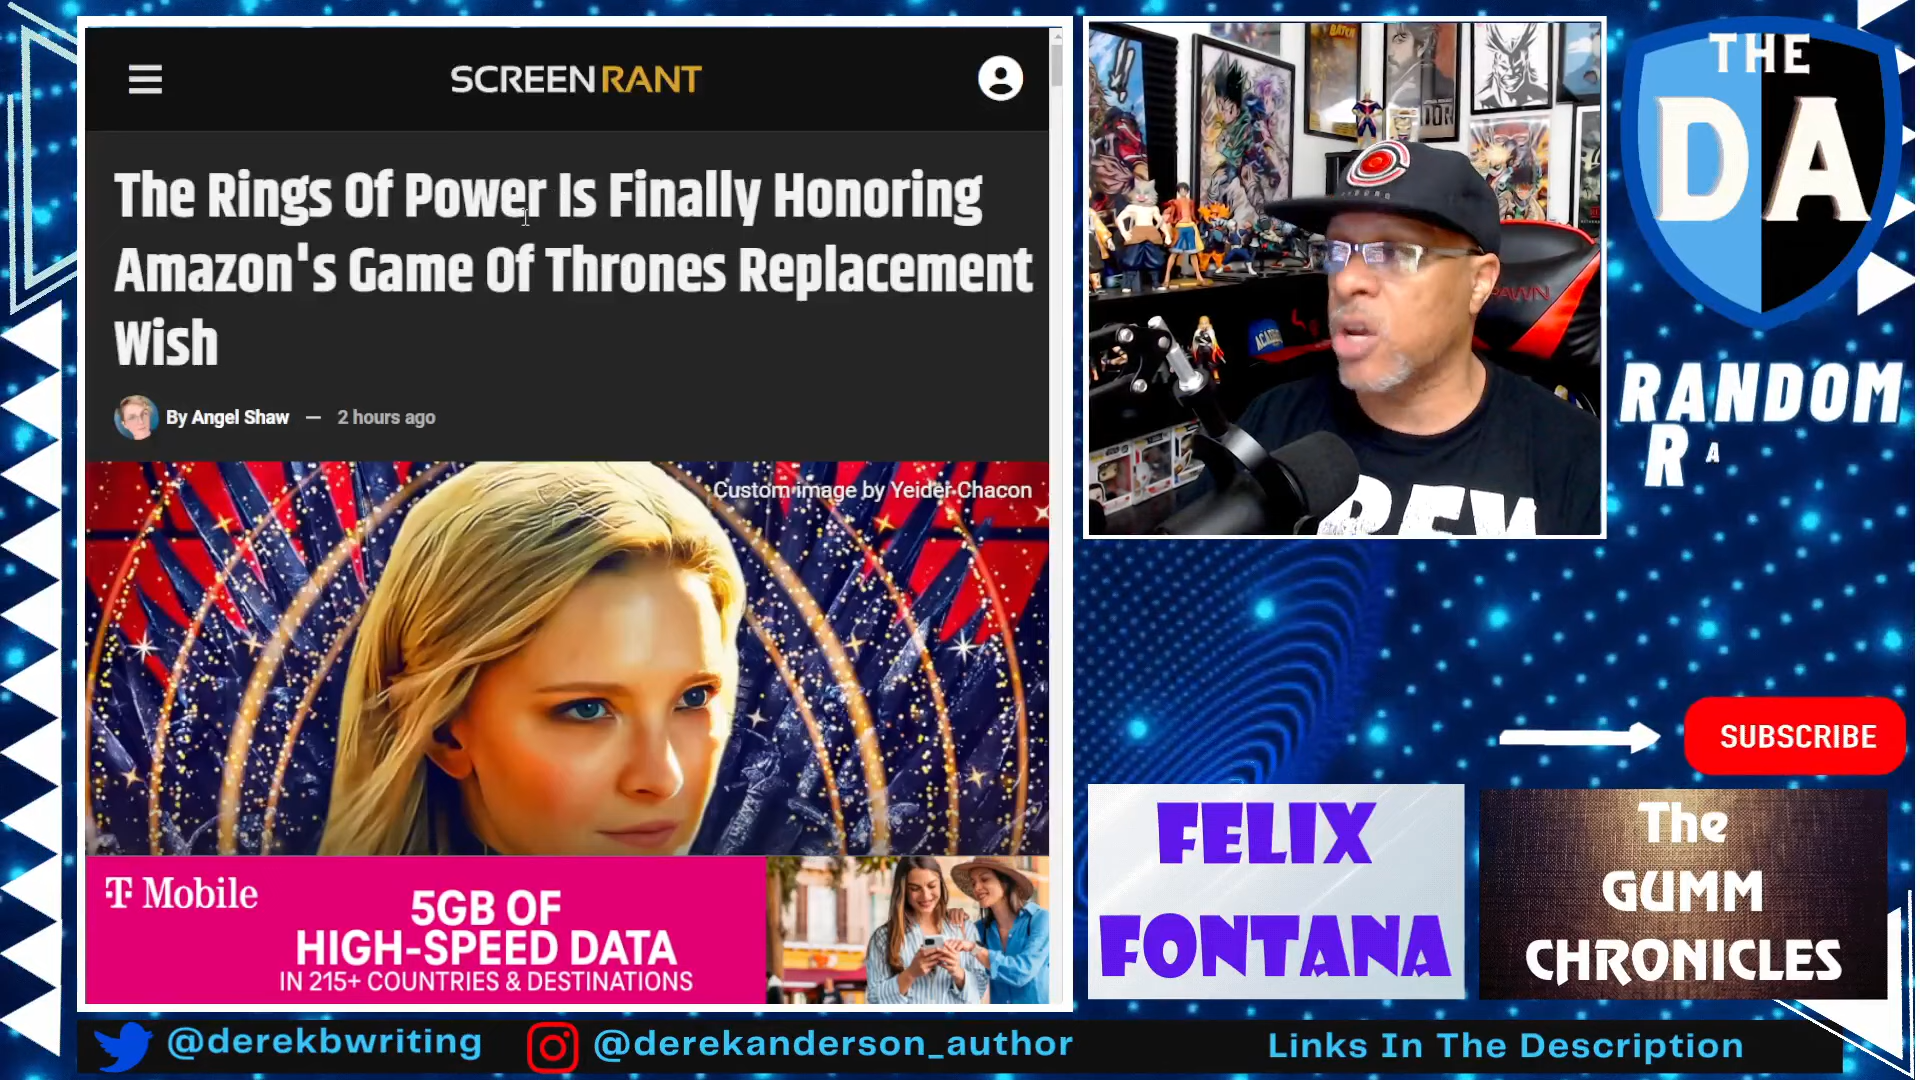 SCREENRANT
The Rings Of Power Is Finally Honoring
Amazon's Game Of Thrones Replacement
Wish
By Angel Shaw — 2 hours ago
Custom image by Yeider Chacon
T Mobile
5GB OF
HIGH-SPEED DATA
IN 215+ COUNTRIES & DESTINATIONS
THE
DA
RANDOM
R A
SUBSCRIBE
FELIX
FONTANA
The
GUMM
CHRONICLES
@derekbwriting
@derekanderson_author
Links In The Description